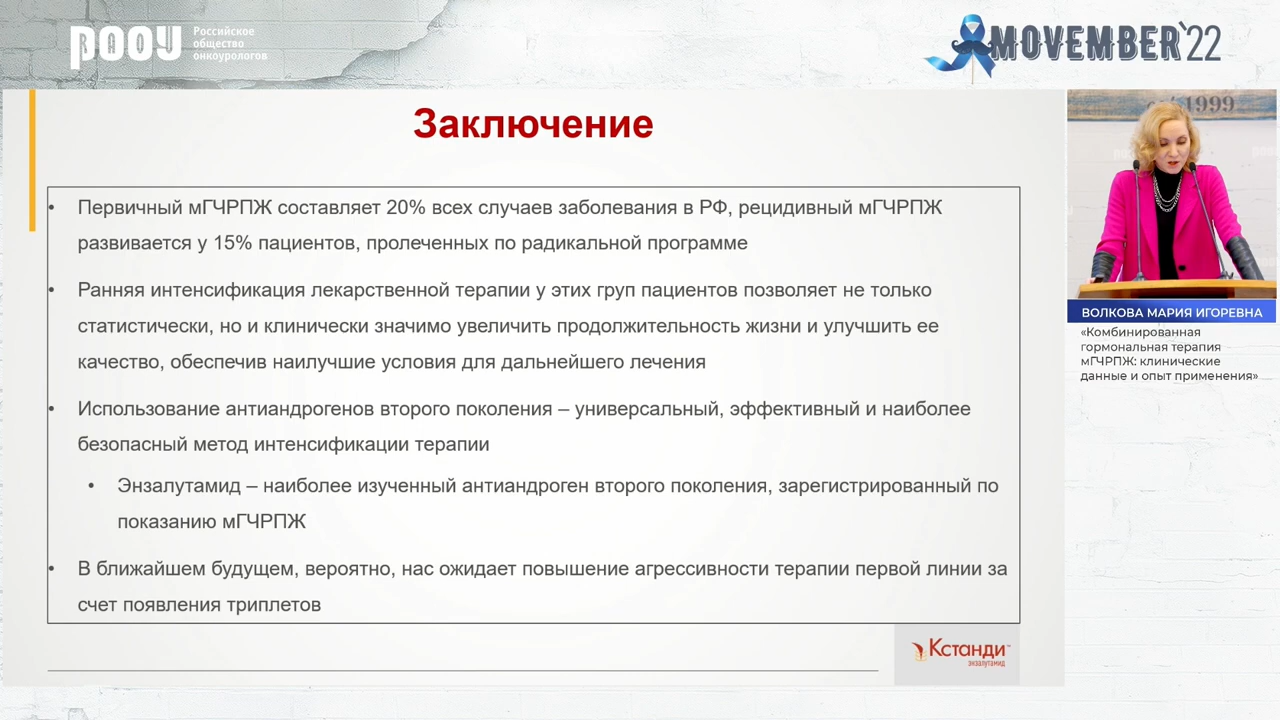 РООУ
Российское
общество
онкоурологов
MOVEMBER'22
1999
Заключение
• Первичный мГЧРПЖ составляет 20% всех случаев заболевания в РФ, рецидивный мГЧРПЖ
развивается у 15% пациентов, пролеченных по радикальной программе
• Ранняя интенсификация лекарственной терапии у этих груп пациентов позволяет не только
статистически, но и клинически значимо увеличить продолжительность жизни и улучшить ее
качество, обеспечив наилучшие условия для дальнейшего лечения
• Использование антиандрогенов второго поколения – универсальный, эффективный и наиболее
безопасный метод интенсификации терапии
• Энзалутамид – наиболее изученный антиандроген второго поколения, зарегистрированный по
показанию мГЧРПЖ
• В ближайшем будущем, вероятно, нас ожидает повышение агрессивности терапии первой линии за
счет появления триплетов
Кстанди™
энзалутамид
ВОЛКОВА МАРИЯ ИГОРЕВНА
«Комбинированная
гормональная терапия
мГЧРПЖ: клинические
данные и опыт применения»